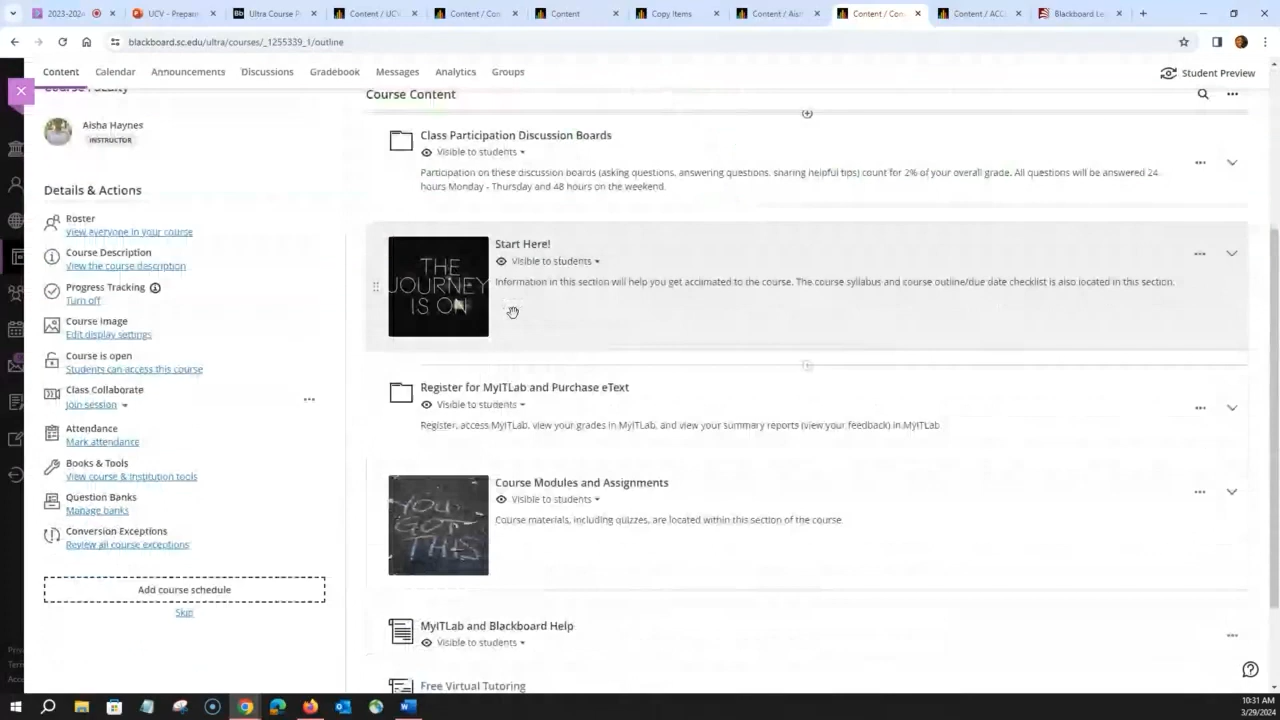 2023-2024
UCV - Prepare
Ultra Course P
Content / UCV
Content / Con
Content
Copy Items
Content / Aish
Content / Con
Content / ACC
Blackboard Le
blackboard.sc.edu/ultra/courses/_1255339_1/outline
Content Calendar Announcements Discussions Gradebook Messages Analytics Groups
Student Preview
Course Faculty
Aisha Haynes
INSTRUCTOR
Details & Actions
Roster
View everyone in your course
Course Description
View the course description
Progress Tracking
Turn off
Course Image
Edit display settings
Course is open
Students can access this course
Class Collaborate
Join session
Attendance
Mark attendance
Books & Tools
View course & institution tools
Question Banks
Manage banks
Conversion Exceptions
Review all course exceptions
Add course schedule
Skip
Course Content
Class Participation Discussion Boards
Visible to students
Participation on these discussion boards (asking questions, answering questions, sharing helpful tips) count for 2% of your overall grade. All questions will be answered 24
hours Monday - Thursday and 48 hours on the weekend.
THE
JOURNEY
IS ON
Start Here!
Visible to students
Information in this section will help you get acclimated to the course. The course syllabus and course outline/due date checklist is also located in this section.
Register for MyITLab and Purchase eText
Visible to students
Register, access MyITLab, view your grades in MyITLab, and view your summary reports (view your feedback) in MyITLab
YOU
GOT
THIS
Course Modules and Assignments
Visible to students
Course materials, including quizzes, are located within this section of the course.
MyITLab and Blackboard Help
Visible to students
Free Virtual Tutoring
10:31 AM
3/29/2024